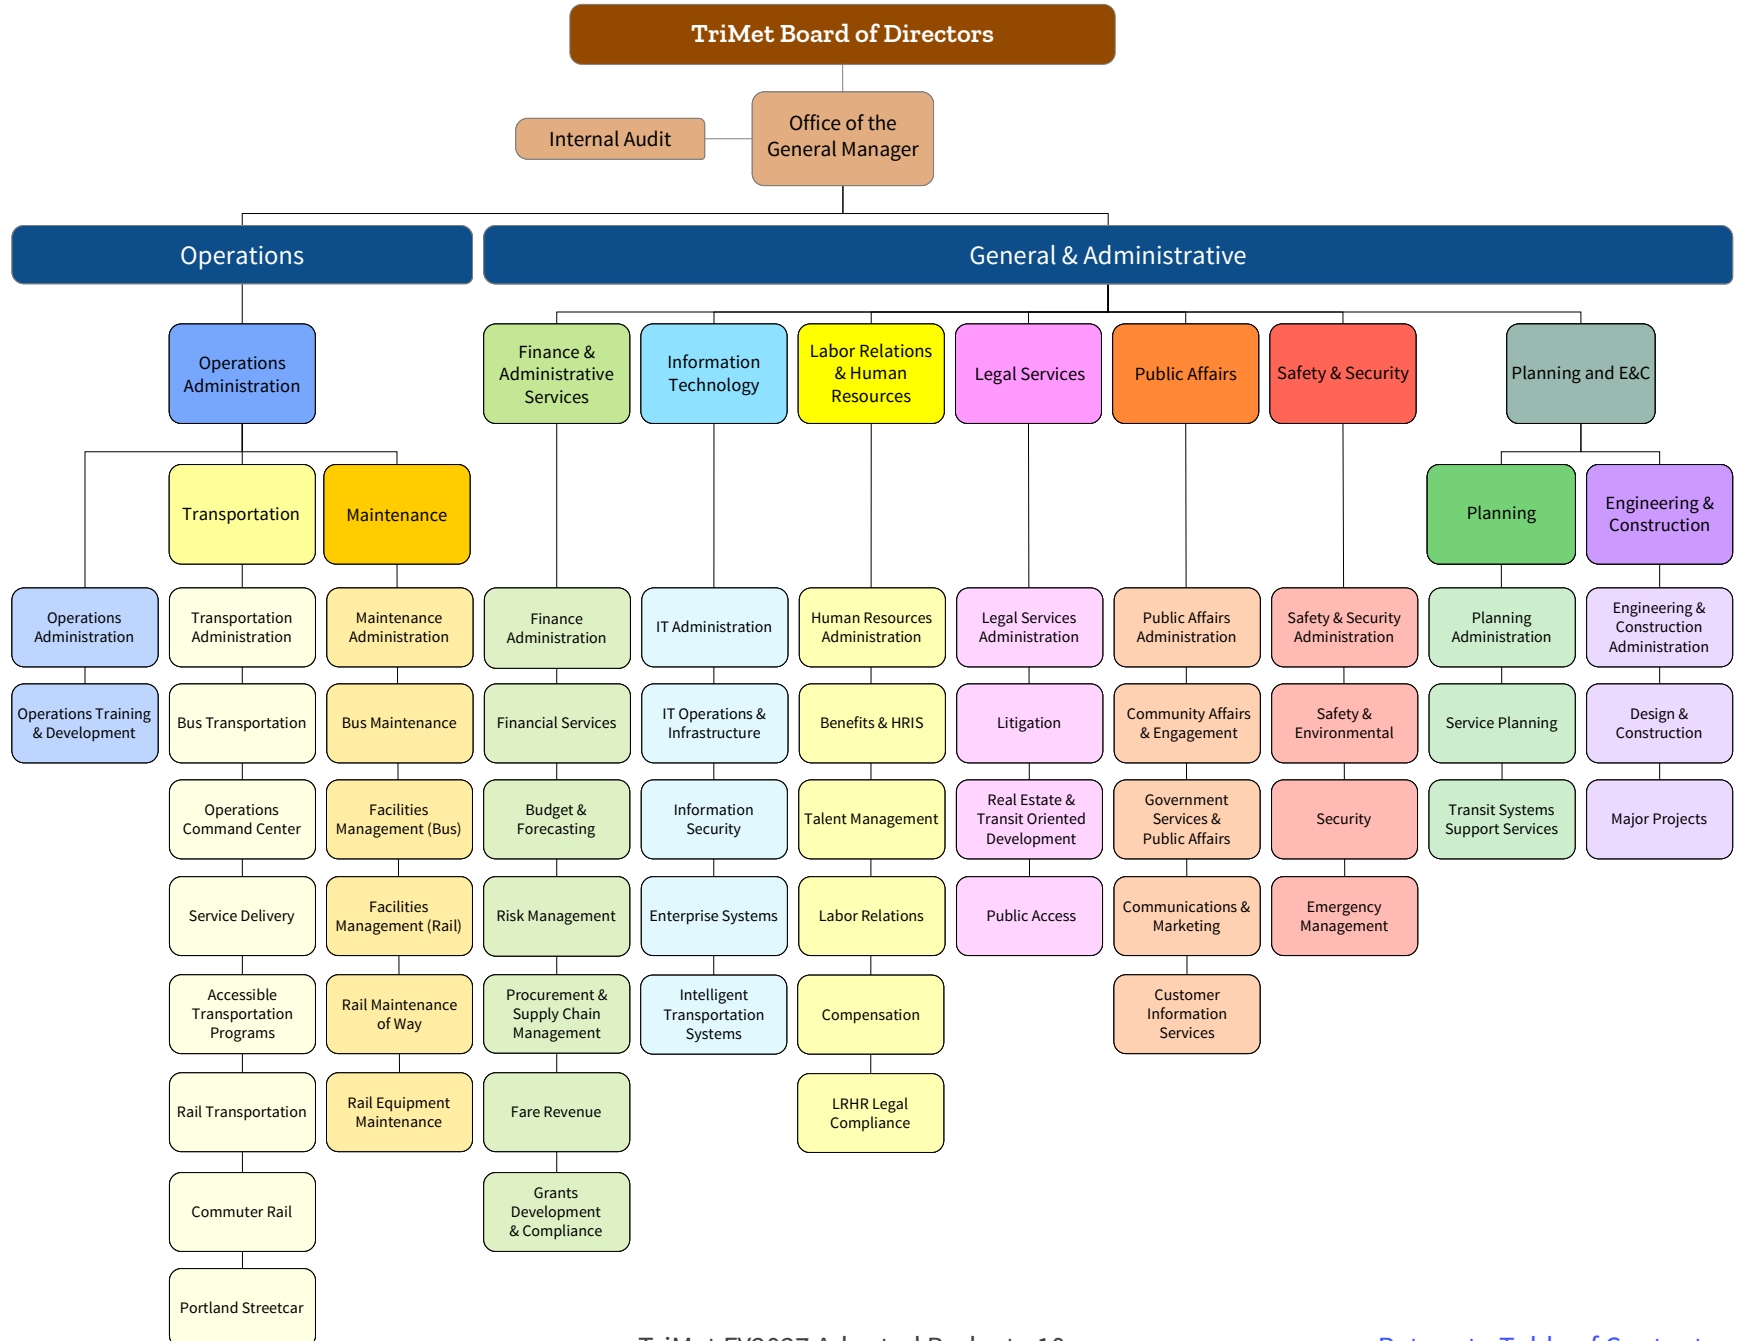 TriMet Board of Directors
Office of the
General Manager
Internal Audit
Operations
General & Administrative
Operations
Administration
Finance &
Administrative
Services
Information
Technology
Labor Relations
& Human
Resources
Legal Services
Public Affairs
Safety & Security
Planning and E&C
Transportation
Maintenance
Planning
Engineering &
Construction
Operations
Administration
Operations Training
& Development
Transportation
Administration
Bus Transportation
Operations
Command Center
Service Delivery
Accessible
Transportation
Programs
Rail Transportation
Commuter Rail
Portland Streetcar
Maintenance
Administration
Bus Maintenance
Facilities
Management (Bus)
Facilities
Management (Rail)
Rail Maintenance
of Way
Rail Equipment
Maintenance
Finance
Administration
Financial Services
Budget &
Forecasting
Risk Management
Procurement &
Supply Chain
Management
Fare Revenue
Grants
Development
& Compliance
IT Administration
IT Operations &
Infrastructure
Information
Security
Enterprise Systems
Intelligent
Transportation
Systems
Human Resources
Administration
Benefits & HRIS
Talent Management
Labor Relations
Compensation
LRHR Legal
Compliance
Legal Services
Administration
Litigation
Real Estate &
Transit Oriented
Development
Public Access
Public Affairs
Administration
Community Affairs
& Engagement
Government
Services &
Public Affairs
Communications &
Marketing
Customer
Information
Services
Safety & Security
Administration
Safety &
Environmental
Security
Emergency
Management
Planning
Administration
Service Planning
Transit Systems
Support Services
Engineering &
Construction
Administration
Design &
Construction
Major Projects